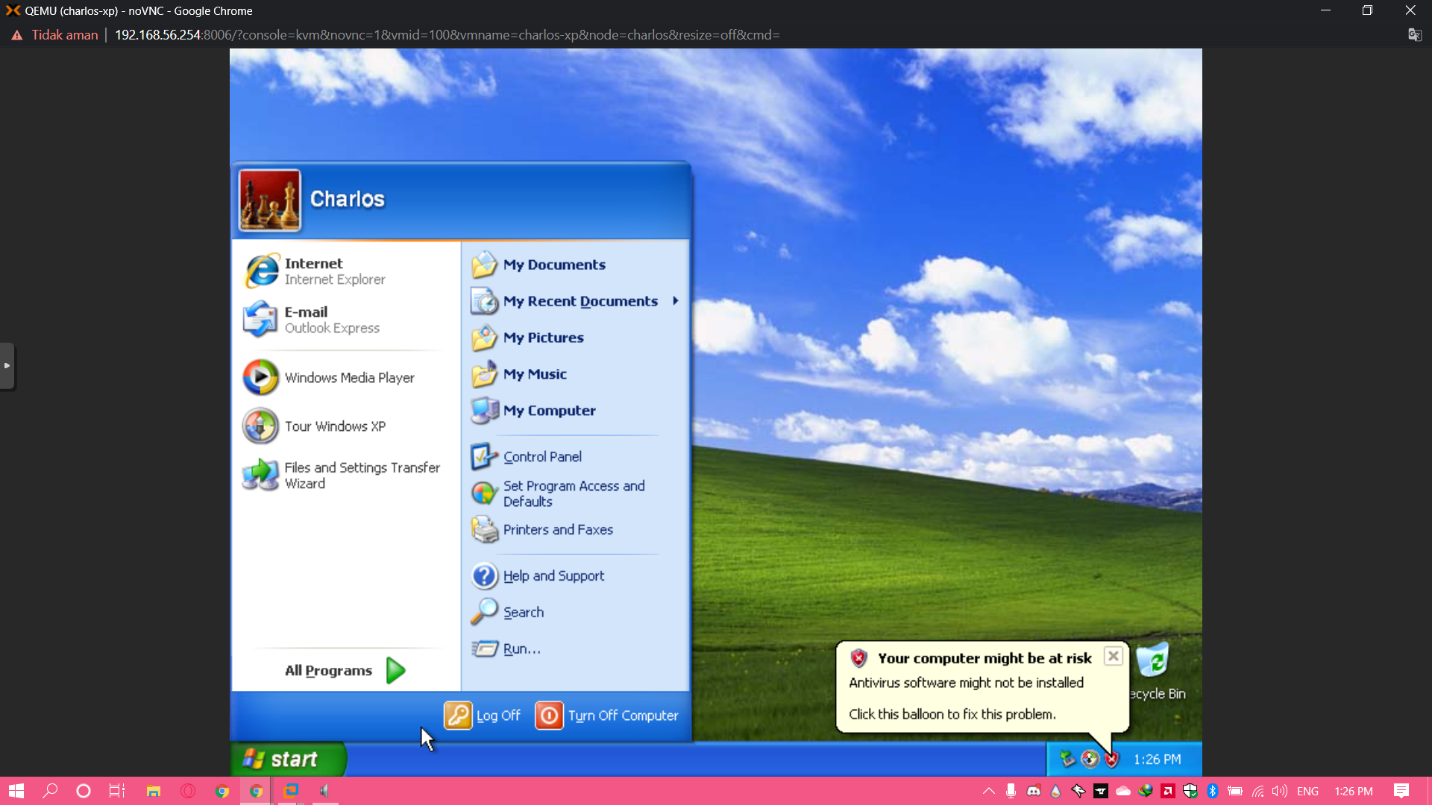 QEMU (charlos-xp) - noVNC - Google Chrome
Tidak aman
192.168.56.254:8006/?console=kvm&novnc=1&vmid=100&vmname=charlos-xp&node=charlos&resize=off&cmd=
Charlos
Internet
Internet Explorer
E-mail
Outlook Express
Windows Media Player
Tour Windows XP
Files and Settings Transfer
Wizard
All Programs
My Documents
My Recent Documents
My Pictures
My Music
My Computer
Control Panel
Set Program Access and
Defaults
Printers and Faxes
Help and Support
Search
Run...
Log Off
Turn Off Computer
Your computer might be at risk
Antivirus software might not be installed
Click this balloon to fix this problem.
ecycle Bin
start
1:26 PM
ENG
1:26 PM